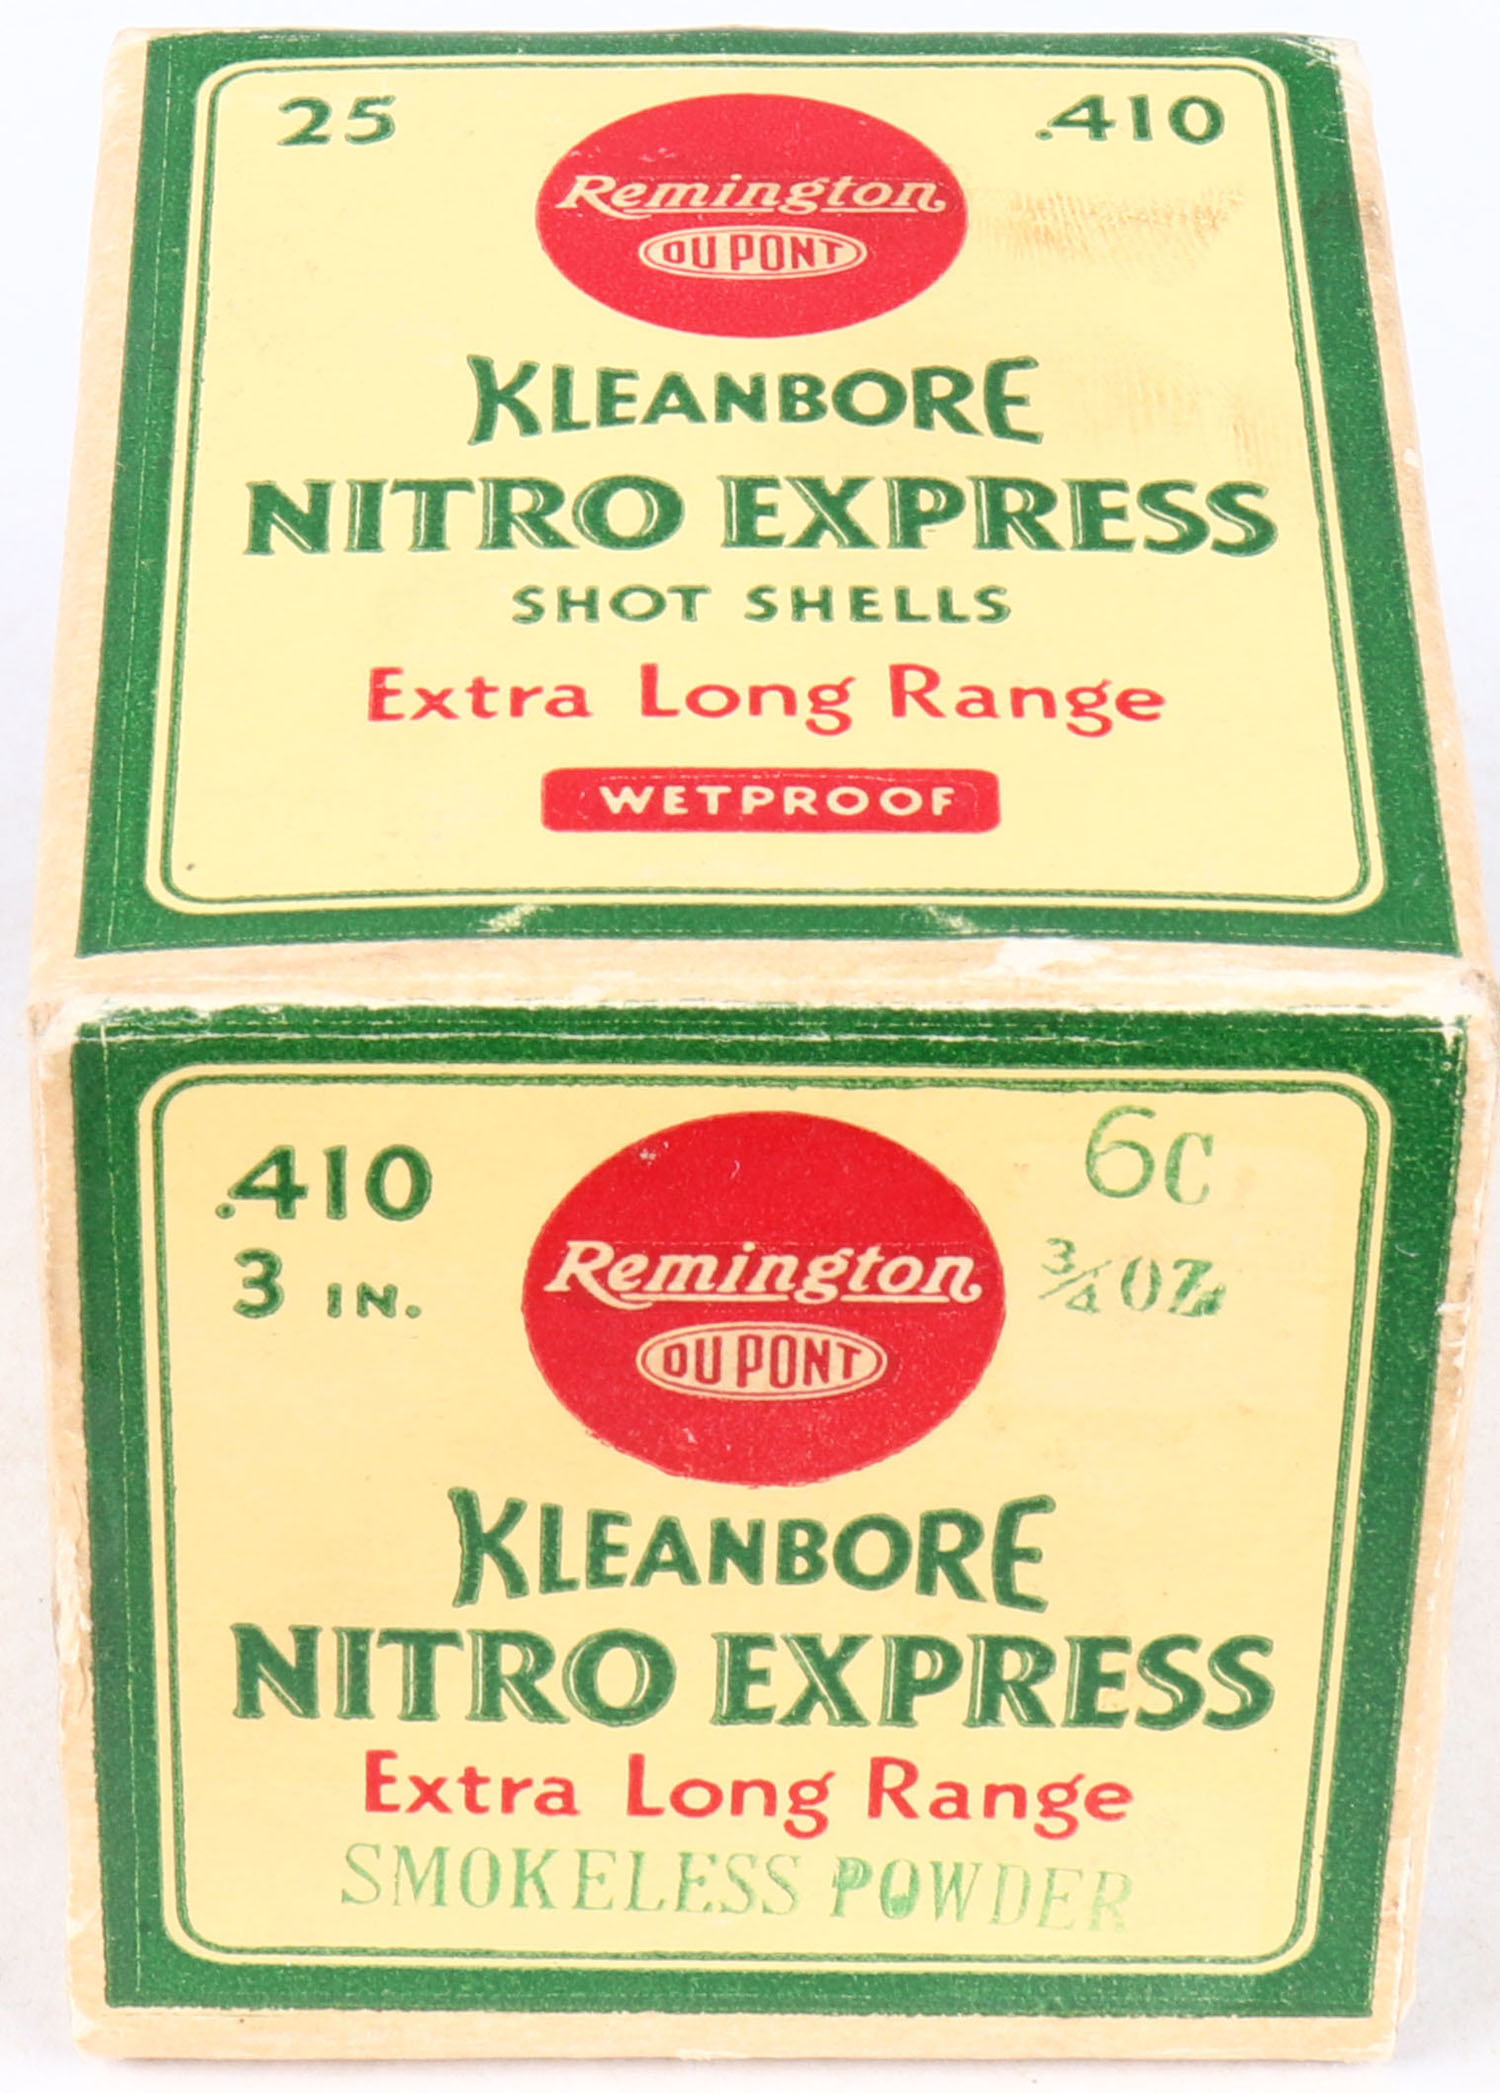 25 .410
Remington
DU PONT
KLEANBORE
NITRO EXPRESS
SHOT SHELLS
Extra Long Range
WETPROOF
.410 6C
3 IN. 3/4 OZ.
Remington
DU PONT
KLEANBORE
NITRO EXPRESS
Extra Long Range
SMOKELESS POWDER